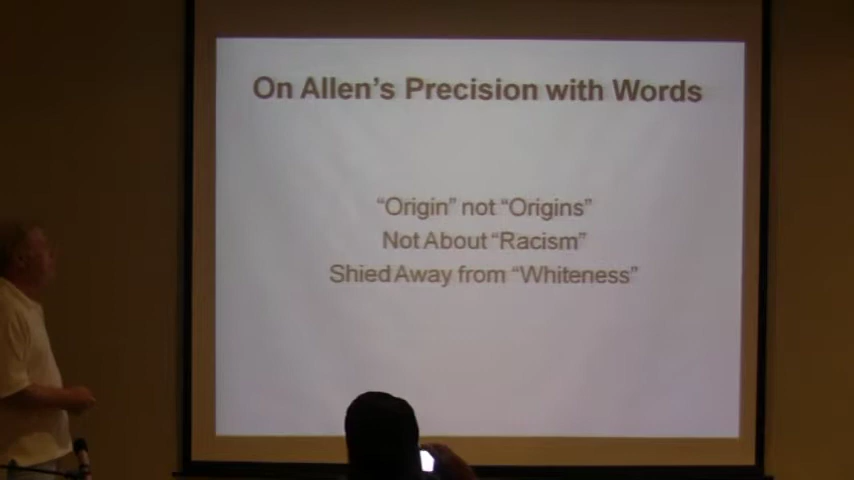 On Allen's Precision with Words
"Origin" not "Origins"
Not About "Racism"
Shied Away from "Whiteness"